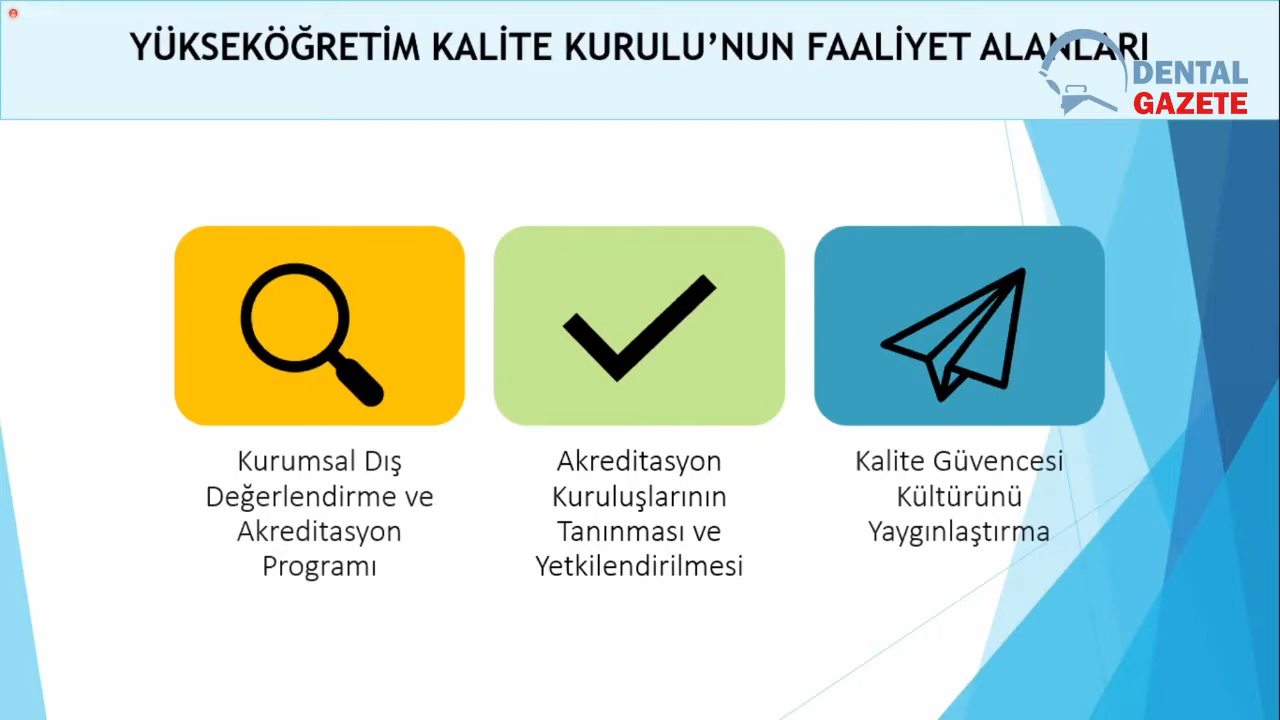 YÜKSEKÖĞRETİM KALİTE KURULU’NUN FAALİYET ALANLARI
DENTAL
GAZETE
Kurumsal Dış
Değerlendirme ve
Akreditasyon
Programı
Akreditasyon
Kuruluşlarının
Tanınması ve
Yetkilendirilmesi
Kalite Güvencesi
Kültürünü
Yaygınlaştırma